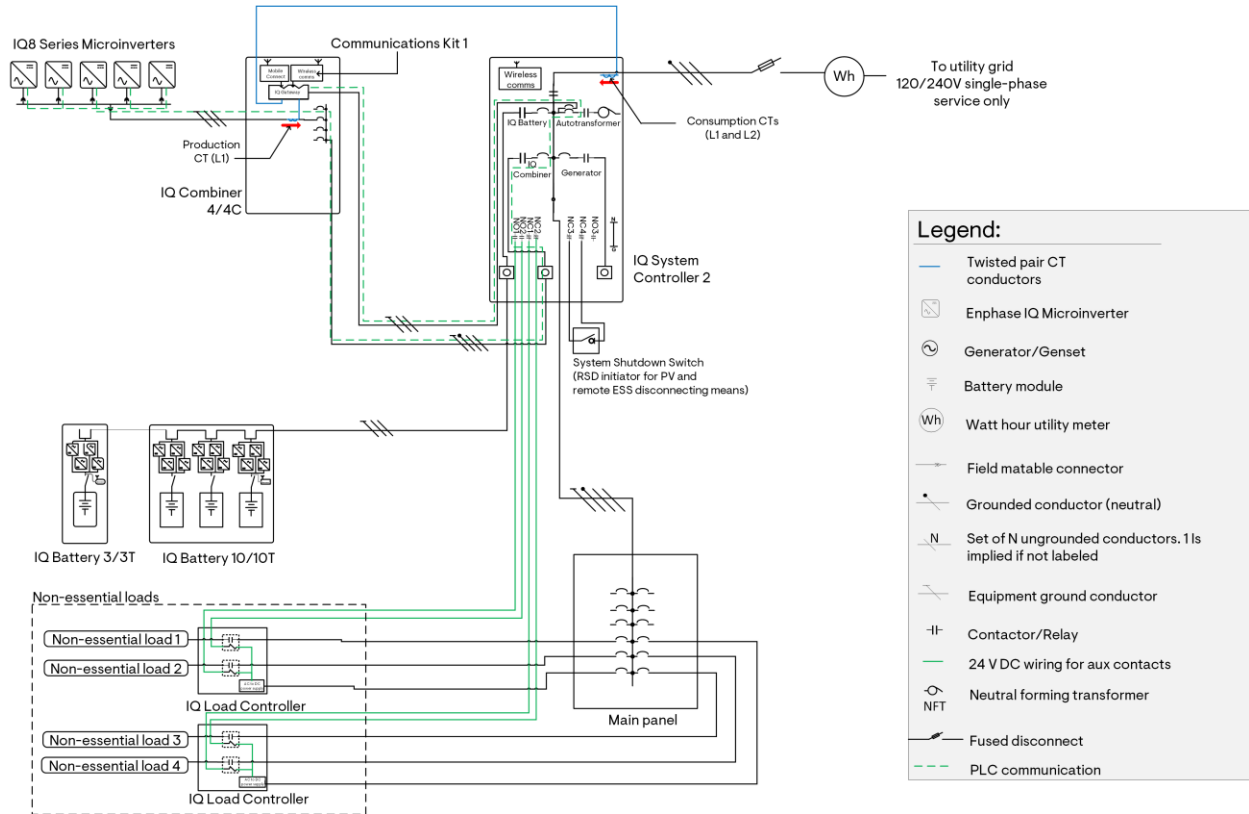 IQ8 Series Microinverters
Communications Kit 1
Mobile
Connect
Wireless
comms
IQ Gateway
Production
CT (L1)
IQ Combiner
4/4C
Wireless
comms
IQ Battery
Autotransformer
IQ
Combiner
Generator
NO1
NO2
NC1
NC2
NC3
NC4
NO3
IQ System
Controller 2
Consumption CTs
(L1 and L2)
Wh
To utility grid
120/240V single-phase
service only
System Shutdown Switch
(RSD initiator for PV and
remote ESS disconnecting means)
IQ Battery 3/3T
IQ Battery 10/10T
Non-essential loads
Non-essential load 1
Non-essential load 2
IQ Load Controller
Non-essential load 3
Non-essential load 4
IQ Load Controller
Main panel
Legend:
Twisted pair CT
conductors
Enphase IQ Microinverter
Generator/Genset
Battery module
Wh
Watt hour utility meter
Field matable connector
Grounded conductor (neutral)
N
Set of N ungrounded conductors. 1 Is
implied if not labeled
Equipment ground conductor
Contactor/Relay
24 V DC wiring for aux contacts
NFT
Neutral forming transformer
Fused disconnect
PLC communication